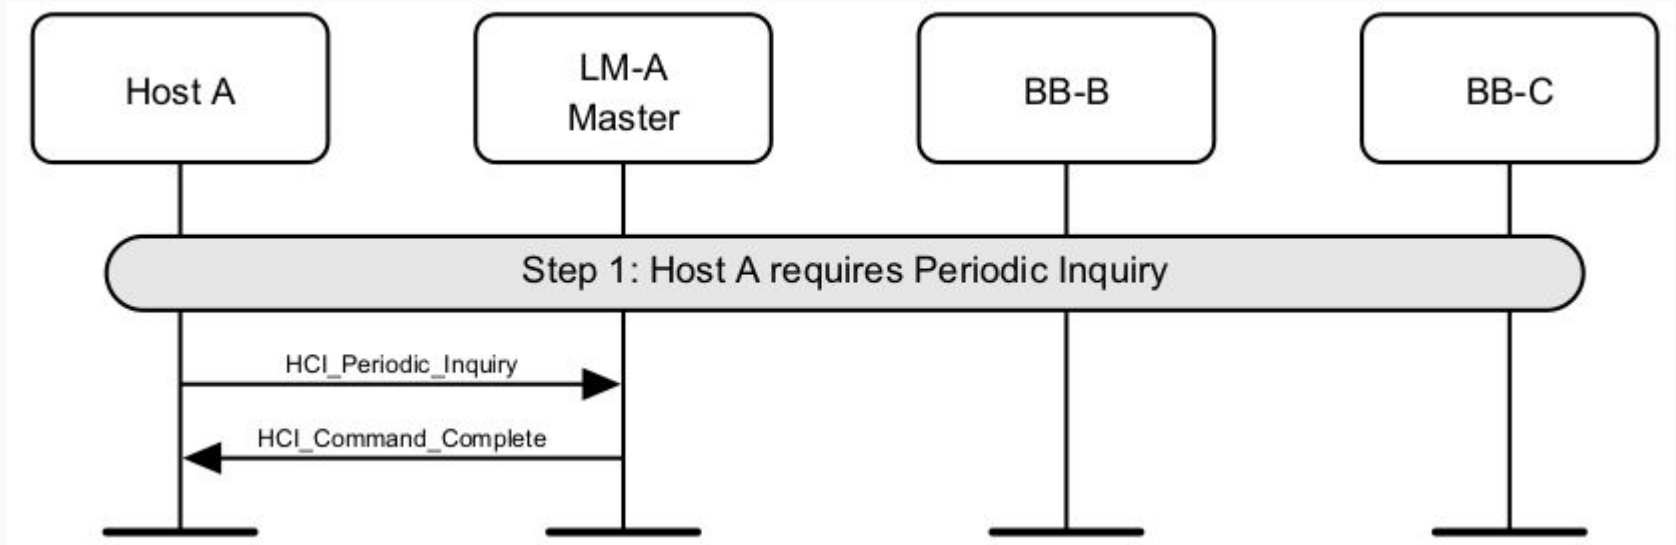 Host A
LM-A
Master
BB-B
BB-C
Step 1: Host A requires Periodic Inquiry
HCI_Periodic_Inquiry
HCI_Command_Complete